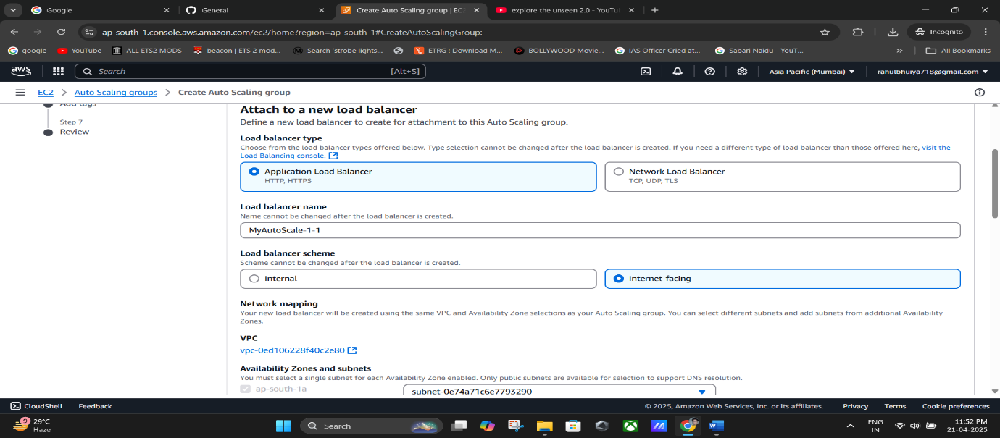 Google
General
Create Auto Scaling group | EC
explore the unseen 2.0 - YouTu
ap-south-1.console.aws.amazon.com/ec2/home?region=ap-south-1#CreateAutoScalingGroup:
Incognito
google
YouTube
ALL ETS2 MODS
beacon | ETS 2 mod...
Search 'strobe lights...
ETRG : Download M...
BOLLYWOOD Movie...
IAS Officer Cried at...
Sabari Naidu - YouT...
All Bookmarks
aws
Search
[Alt+S]
Asia Pacific (Mumbai)
rahulbhuiya718@gmail.com
EC2
Auto Scaling groups
Create Auto Scaling group
Add tags
Step 7
Review
Attach to a new load balancer
Define a new load balancer to create for attachment to this Auto Scaling group.
Load balancer type
Choose from the load balancer types offered below. Type selection cannot be changed after the load balancer is created. If you need a different type of load balancer than those offered here, visit the
Load Balancing console.
Application Load Balancer
HTTP, HTTPS
Network Load Balancer
TCP, UDP, TLS
Load balancer name
Name cannot be changed after the load balancer is created.
MyAutoScale-1-1
Load balancer scheme
Scheme cannot be changed after the load balancer is created.
Internal
Internet-facing
Network mapping
Your new load balancer will be created using the same VPC and Availability Zone selections as your Auto Scaling group. You can select different subnets and add subnets from additional Availability
Zones.
VPC
vpc-0ed106228f40c2e80
Availability Zones and subnets
You must select a single subnet for each Availability Zone enabled. Only public subnets are available for selection to support DNS resolution.
ap-south-1a
subnet-0e74a71c6e7793290
CloudShell
Feedback
© 2025, Amazon Web Services, Inc. or its affiliates.
Privacy
Terms
Cookie preferences
9
29°C
Haze
Search
ENG
IN
11:52 PM
21-04-2025